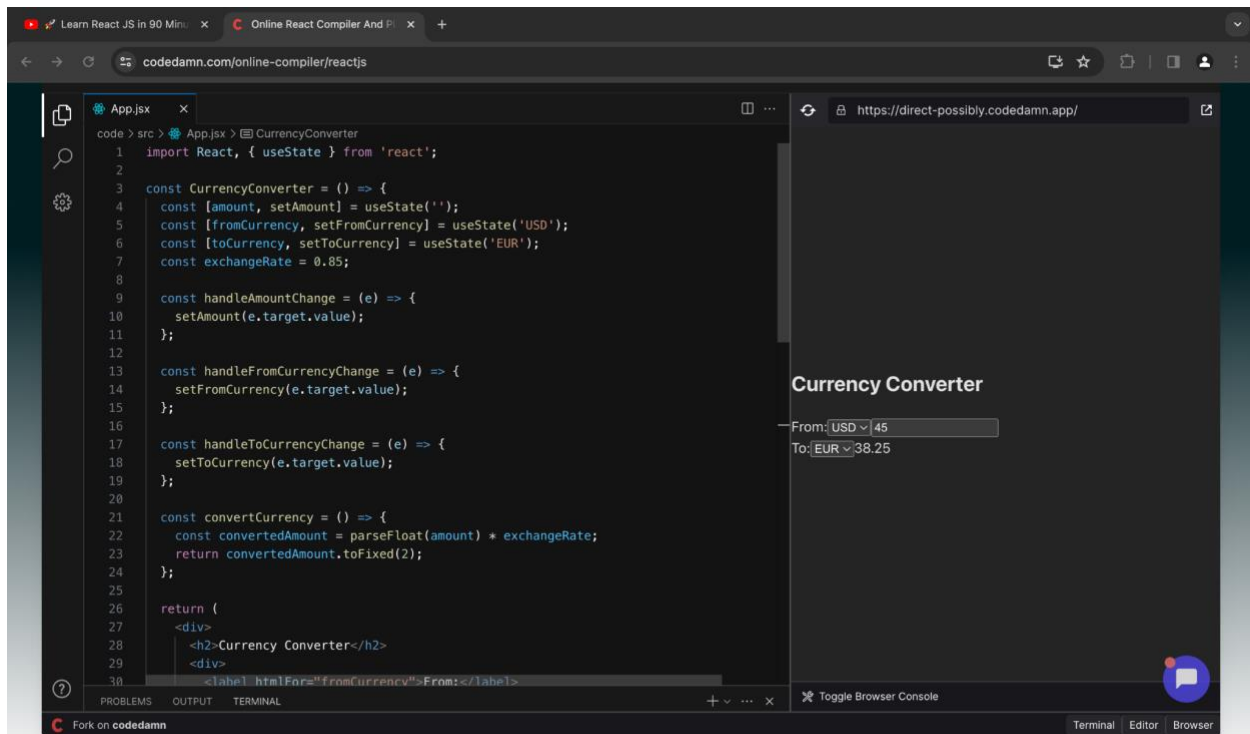 Learn React JS in 90 Minu
Online React Compiler And Pl
codedamn.com/online-compiler/reactjs
App.jsx
https://direct-possibly.codedamn.app/
code > src > App.jsx > CurrencyConverter
1 import React, { useState } from 'react';
2
3 const CurrencyConverter = () => {
4 const [amount, setAmount] = useState('');
5 const [fromCurrency, setFromCurrency] = useState('USD');
6 const [toCurrency, setToCurrency] = useState('EUR');
7 const exchangeRate = 0.85;
8
9 const handleAmountChange = (e) => {
10 setAmount(e.target.value);
11 };
12
13 const handleFromCurrencyChange = (e) => {
14 setFromCurrency(e.target.value);
15 };
16
17 const handleToCurrencyChange = (e) => {
18 setToCurrency(e.target.value);
19 };
20
21 const convertCurrency = () => {
22 const convertedAmount = parseFloat(amount) * exchangeRate;
23 return convertedAmount.toFixed(2);
24 };
25
26 return (
27 <div>
28 <h2>Currency Converter</h2>
29 <div>
30 <label htmlFor="fromCurrency">From:</label>
Currency Converter
From: USD 45
To: EUR 38.25
PROBLEMS OUTPUT TERMINAL
Toggle Browser Console
Fork on codedamn
Terminal Editor Browser